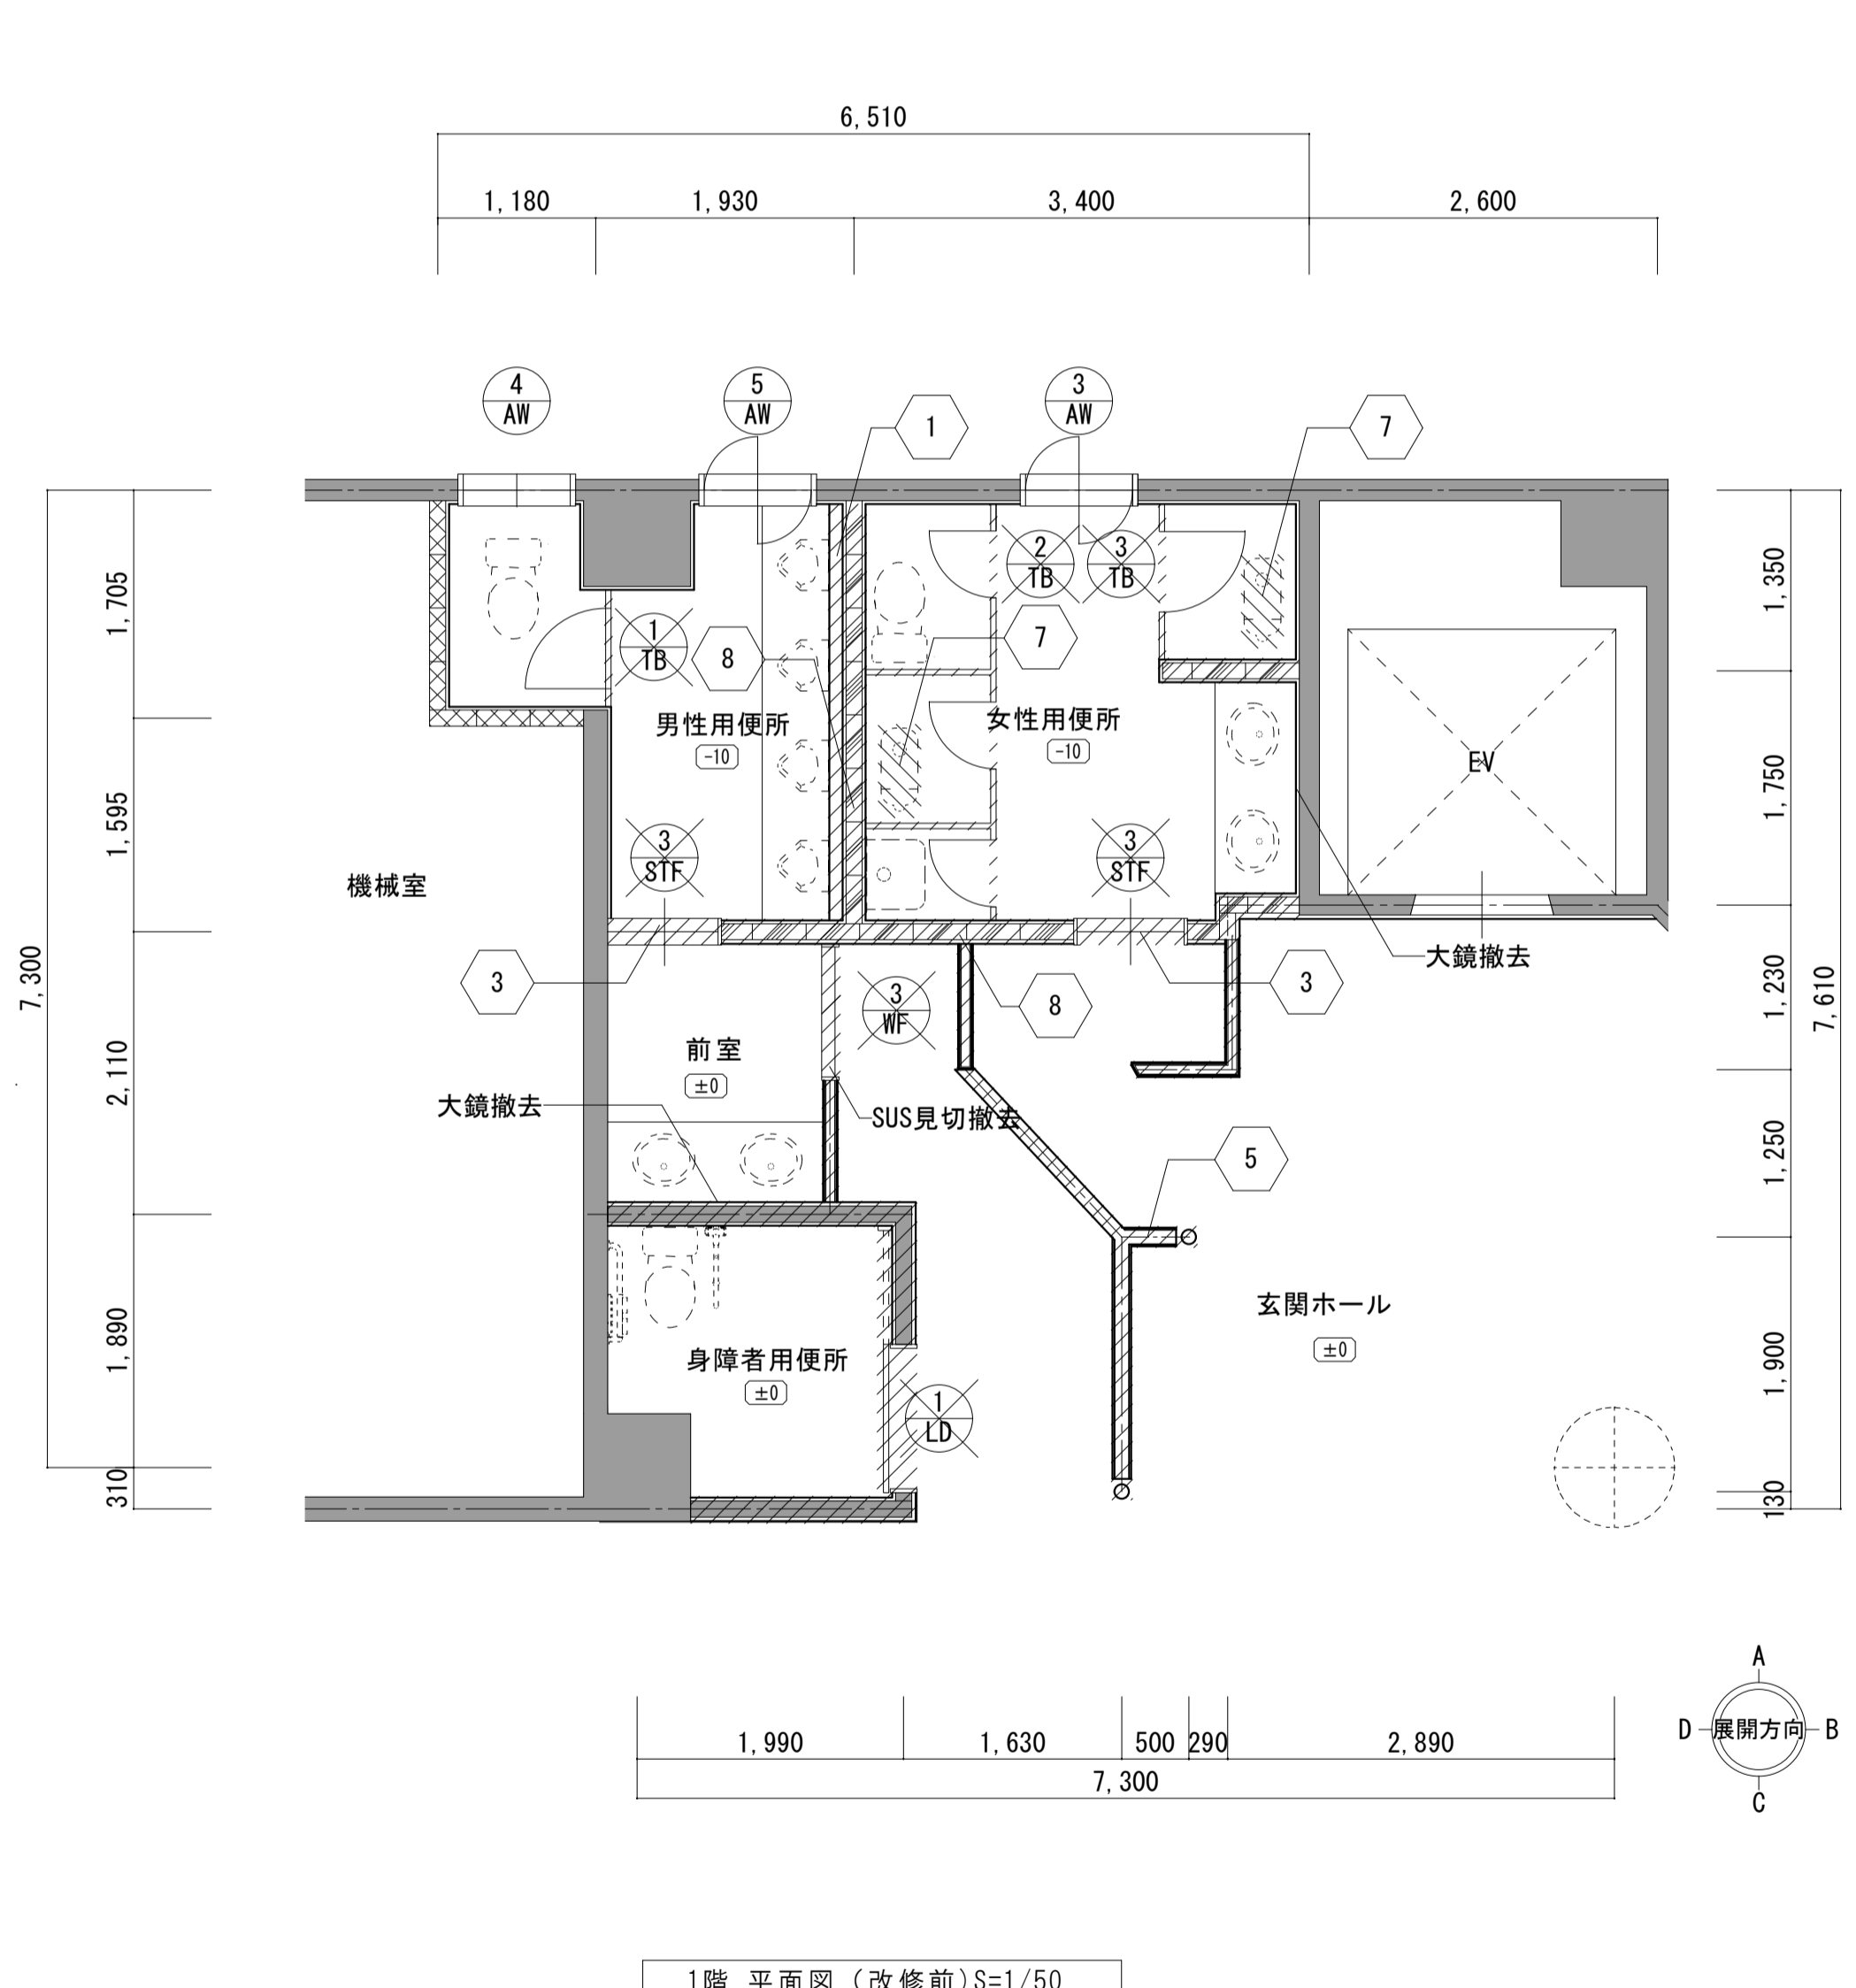 6,510
1,180
1,930
3,400
2,600
4
AW
5
AW
3
AW
1
7
2
TB
3
TB
1
TB
8
7
男性用便所
-10
女性用便所
-10
EV
3
STF
3
STF
機械室
大鏡撤去
3
3
WF
8
3
前室
±0
大鏡撤去
SUS見切撤去
5
玄関ホール
±0
身障者用便所
±0
1
LD
7,300
1,705
1,595
2,110
1,890
310
1,350
1,750
1,230
1,250
1,900
130
7,610
1,990
1,630
500
290
2,890
7,300
A
D
展開方向
B
C
1階 平面図 (改修前)S=1/50